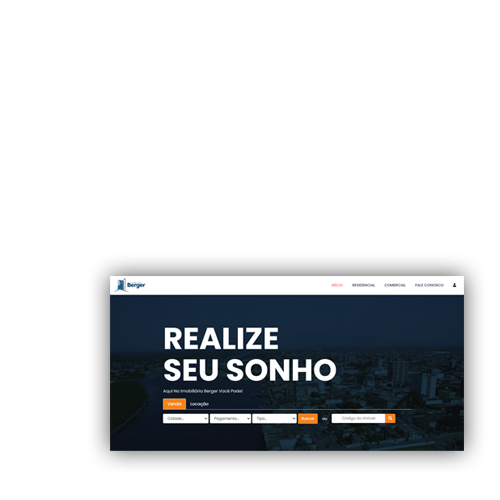 Berger
INÍCIO RESIDENCIAL COMERCIAL FALE CONOSCO
REALIZE
SEU SONHO
Aqui Na Imobiliária Berger Você Pode!
Venda Locação
Cidade... Pagamento... Tipo... Buscar ou Código do Imóvel